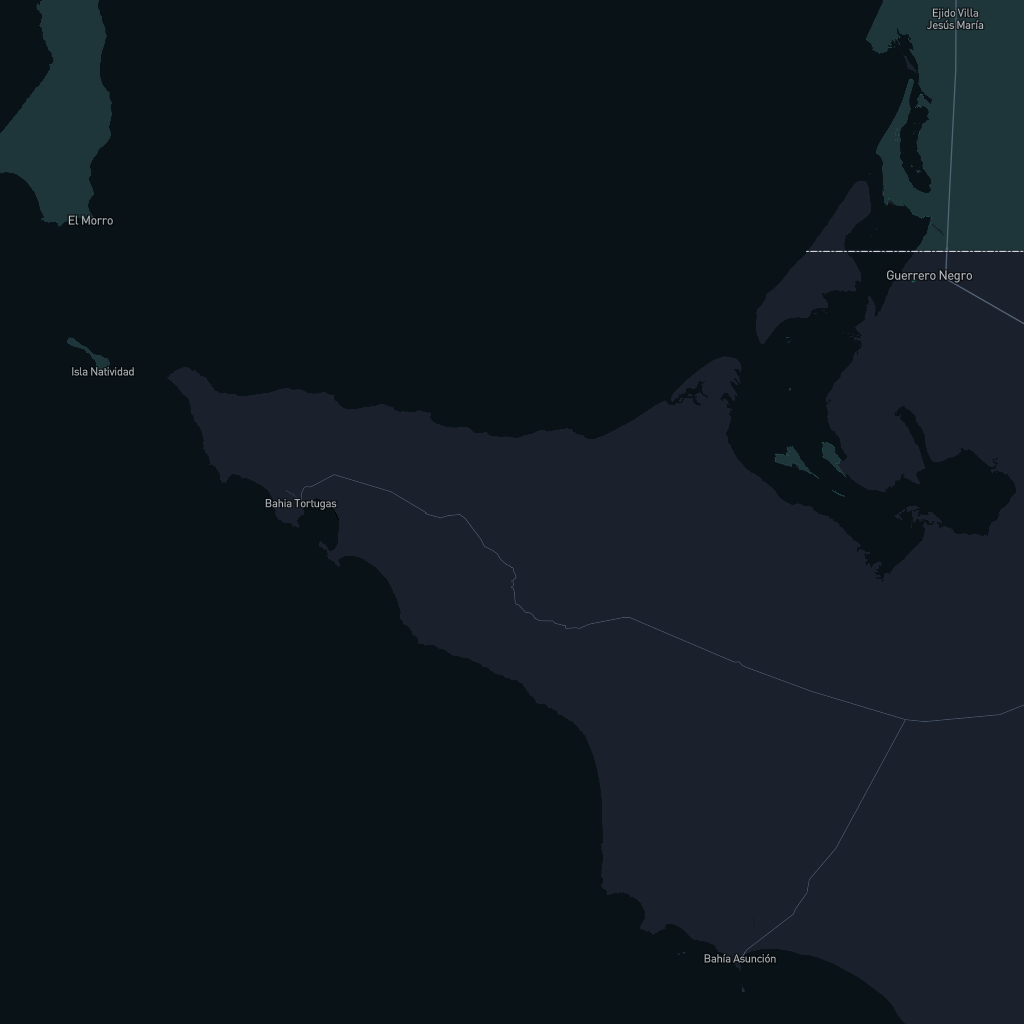 Ejido Villa
Jesús María
El Morro
Guerrero Negro
Isla Natividad
Bahia Tortugas
Bahía Asunción